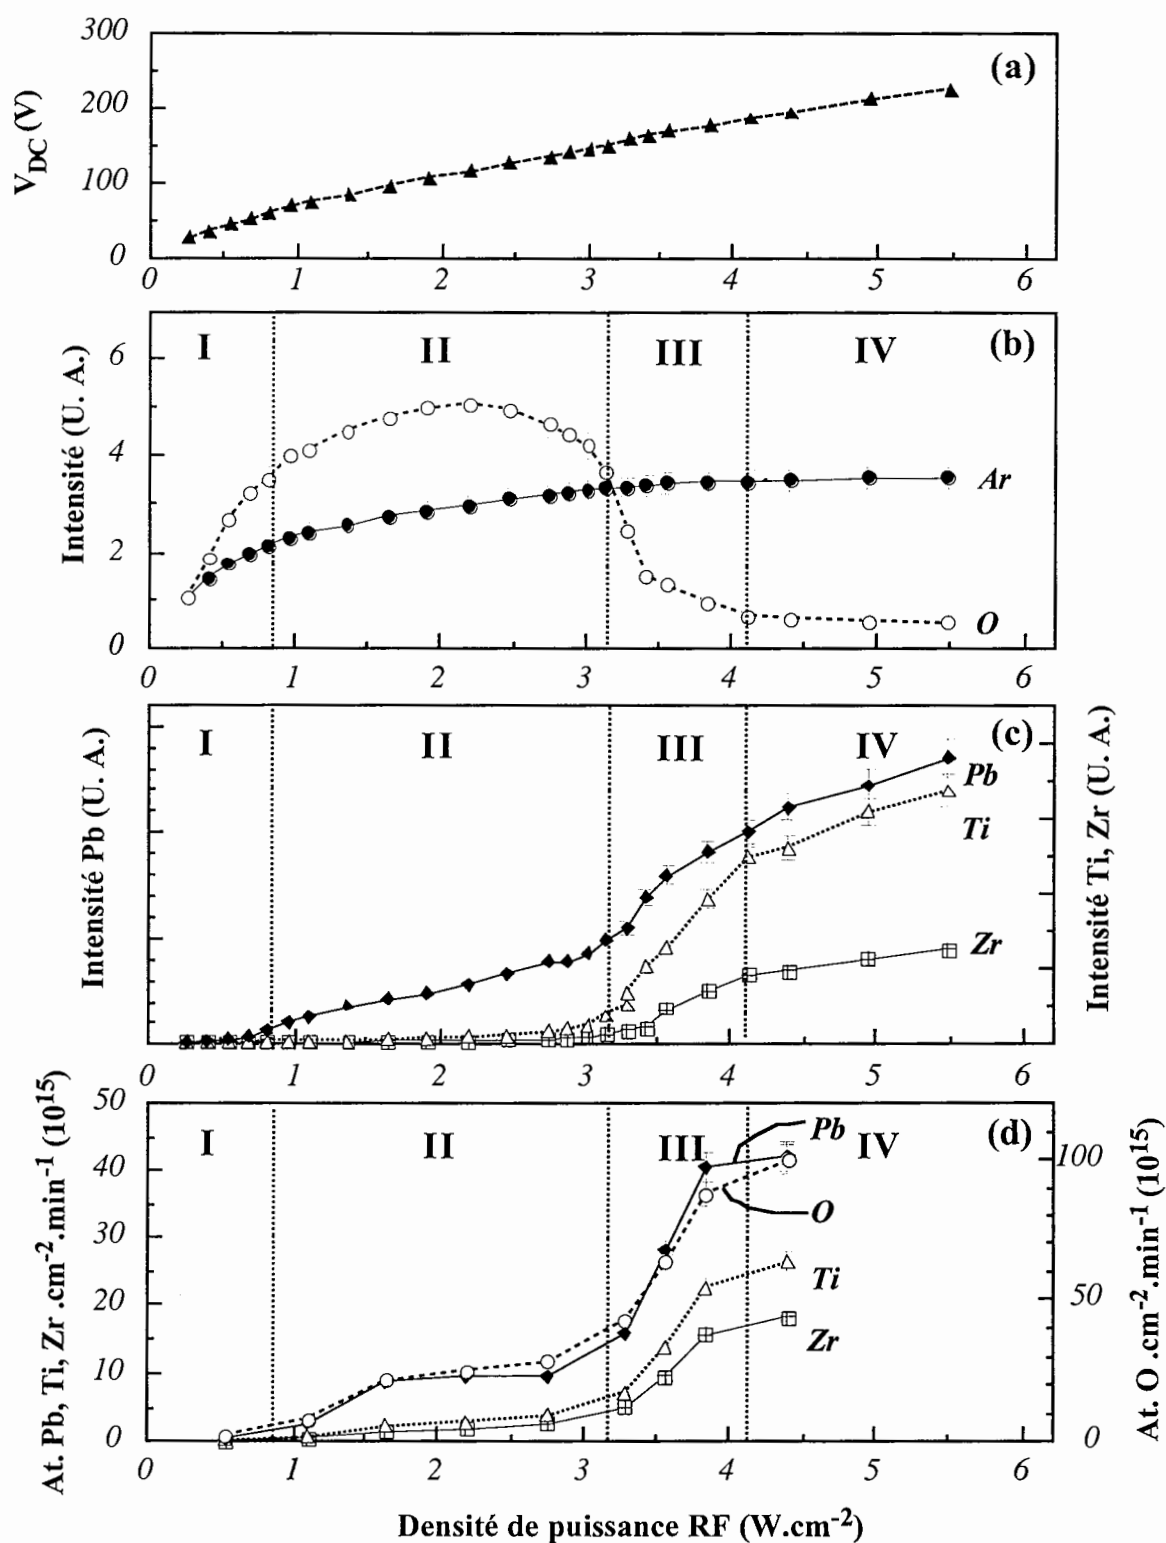 300
200
100
0
V_DC (V)
(a)
0 1 2 3 4 5 6
I II III IV (b)
6
4
2
0
Intensité (U. A.)
Ar
O
0 1 2 3 4 5 6
I II III IV (c)
Intensité Pb (U. A.)
Intensité Ti, Zr (U. A.)
Pb
Ti
Zr
0 1 2 3 4 5 6
I II III IV (d)
50
40
30
20
10
0
At. Pb, Ti, Zr .cm⁻².min⁻¹ (10¹⁵)
Pb
O
Ti
Zr
100
50
0
At. O .cm⁻².min⁻¹ (10¹⁵)
0 1 2 3 4 5 6
Densité de puissance RF (W.cm⁻²)